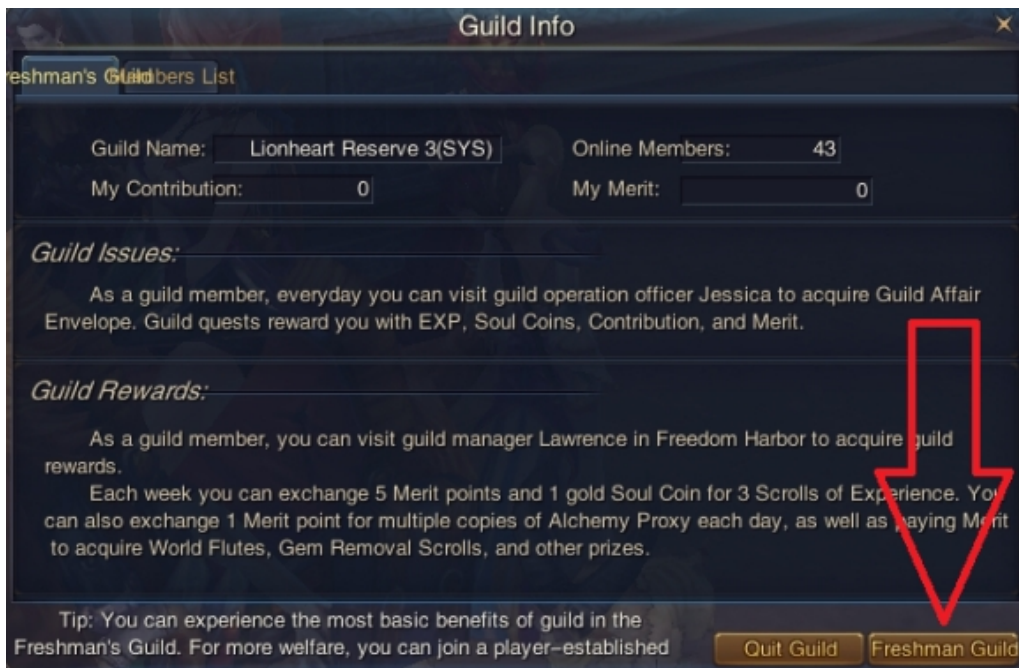 Guild Info
Freshman's Guild Members List
Guild Name: Lionheart Reserve 3(SYS) Online Members: 43
My Contribution: 0 My Merit: 0
Guild Issues:
As a guild member, everyday you can visit guild operation officer Jessica to acquire Guild Affair
Envelope. Guild quests reward you with EXP, Soul Coins, Contribution, and Merit.
Guild Rewards:
As a guild member, you can visit guild manager Lawrence in Freedom Harbor to acquire guild
rewards.
Each week you can exchange 5 Merit points and 1 gold Soul Coin for 3 Scrolls of Experience. You
can also exchange 1 Merit point for multiple copies of Alchemy Proxy each day, as well as paying Merit
to acquire World Flutes, Gem Removal Scrolls, and other prizes.
Tip: You can experience the most basic benefits of guild in the
Freshman's Guild. For more welfare, you can join a player-established
Quit Guild Freshman Guild